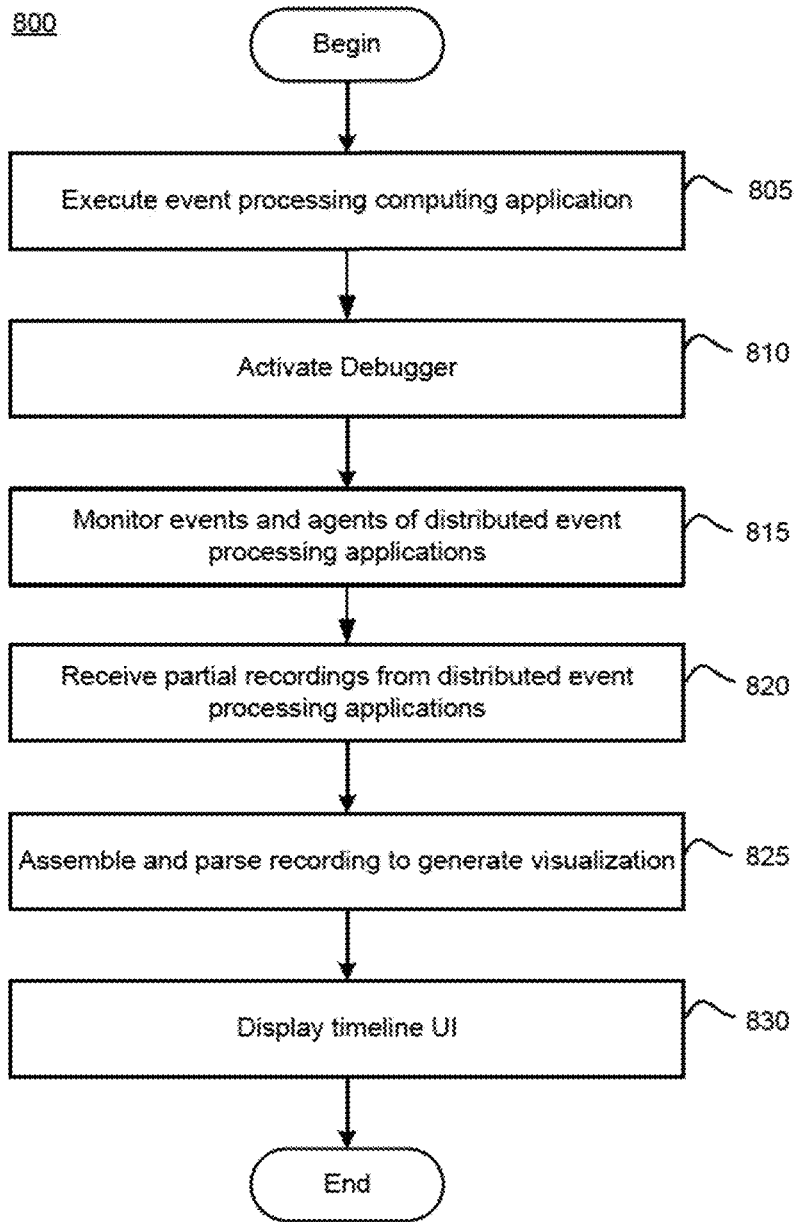 800
Begin
Execute event processing computing application
805
Activate Debugger
810
Monitor events and agents of distributed event
processing applications
815
Receive partial recordings from distributed event
processing applications
820
Assemble and parse recording to generate visualization
825
Display timeline UI
830
End